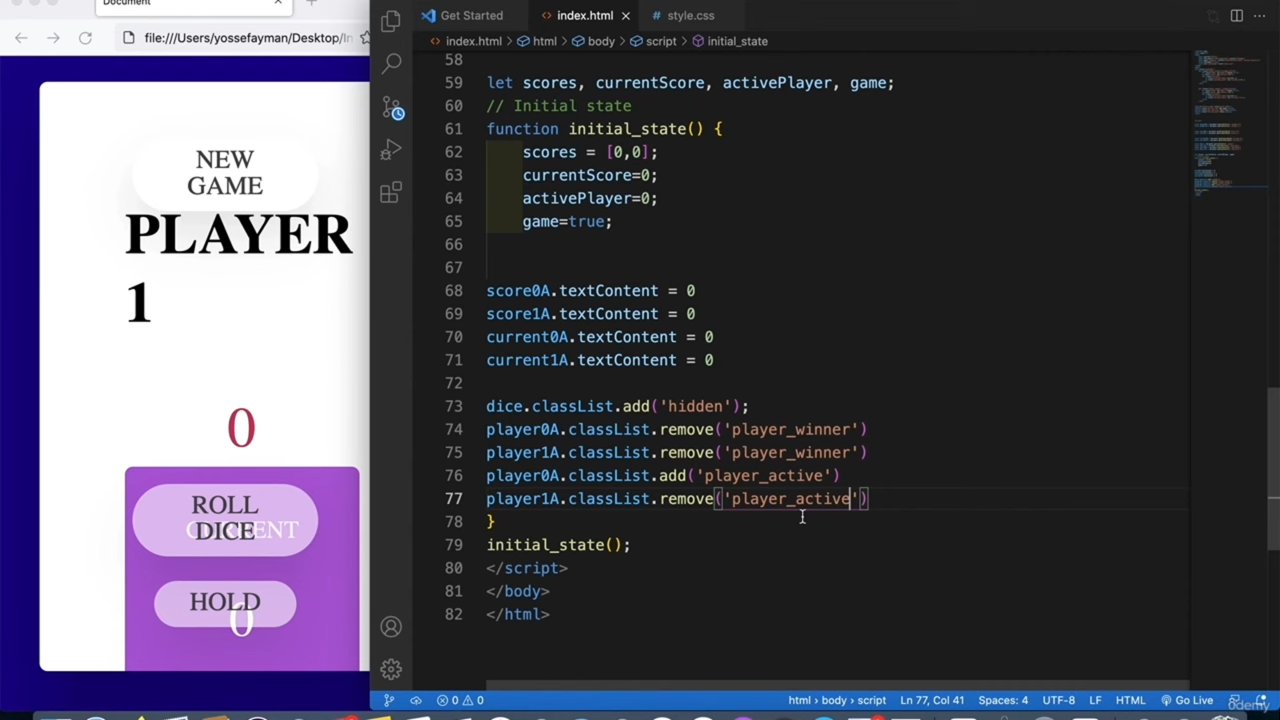 Document
file:///Users/yossefayman/Desktop/In
NEW
GAME
PLAYER
1
0
ROLL
DICE
CURRENT
HOLD
0
Get Started
index.html
style.css
index.html > html > body > script > initial_state
58
59 let scores, currentScore, activePlayer, game;
60 // Initial state
61 function initial_state() {
62 scores = [0,0];
63 currentScore=0;
64 activePlayer=0;
65 game=true;
66
67
68 score0A.textContent = 0
69 score1A.textContent = 0
70 current0A.textContent = 0
71 current1A.textContent = 0
72
73 dice.classList.add('hidden');
74 player0A.classList.remove('player_winner')
75 player1A.classList.remove('player_winner')
76 player0A.classList.add('player_active')
77 player1A.classList.remove('player_active')
78 }
79 initial_state();
80 </script>
81 </body>
82 </html>
0 0 html > body > script Ln 77, Col 41 Spaces: 4 UTF-8 LF HTML Go Live
udemy